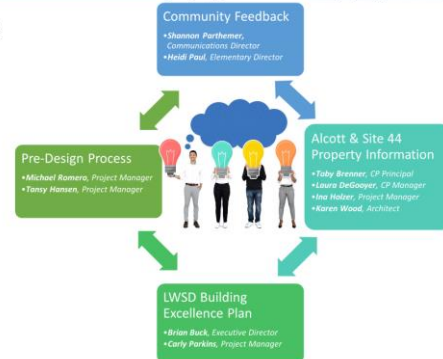 Community Feedback
•Shannon Parthemer,
Communications Director
•Heidi Paul, Elementary Director
Pre-Design Process
•Michael Romero, Project Manager
•Tansy Hansen, Project Manager
Alcott & Site 44
Property Information
•Toby Brenner, CP Principal
•Laura DeGooyer, CP Manager
•Ina Holzer, Project Manager
•Karen Wood, Architect
LWSD Building
Excellence Plan
•Brian Buck, Executive Director
•Carly Parkins, Project Manager